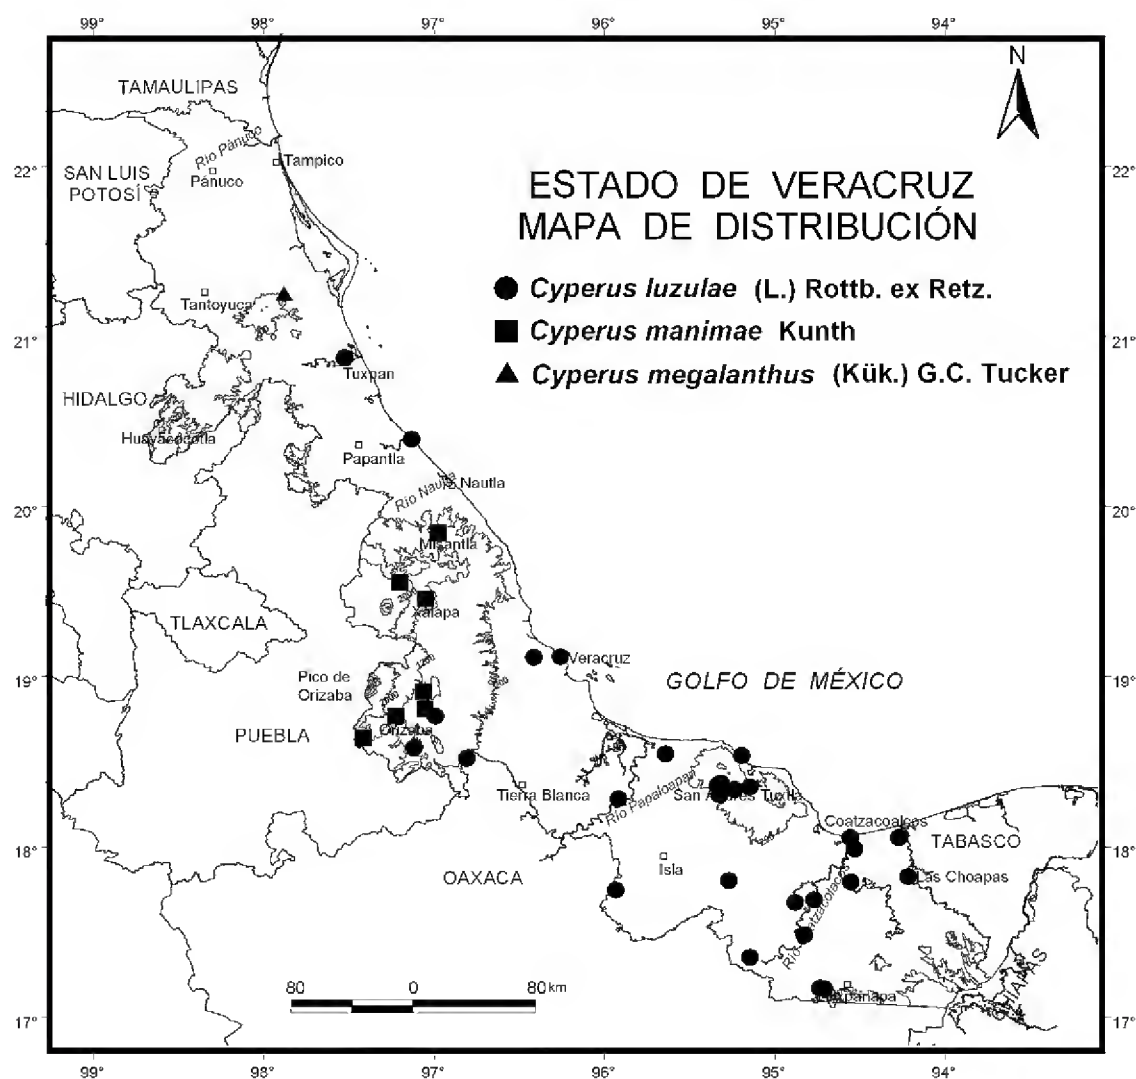 99° 98° 97° 96° 95° 94°
N
TAMAULIPAS
Río Pánuco
Tampico
22° 22°
SAN LUIS
POTOSÍ
Pánuco
ESTADO DE VERACRUZ
MAPA DE DISTRIBUCIÓN
Cyperus luzulae (L.) Rottb. ex Retz.
Cyperus manimae Kunth
Cyperus megalanthus (Kük.) G.C. Tucker
Tantoyuca
21° 21°
Tuxpan
HIDALGO
Huayacocotla
Papantla
Río Nautla
Nautla
20° 20°
Misantla
Xalapa
TLAXCALA
Veracruz
19° 19°
Pico de
Orizaba
GOLFO DE MÉXICO
PUEBLA
Orizaba
Tierra Blanca
Río Papaloapan
San Andrés Tuxtla
Coatzacoalcos
TABASCO
18° 18°
OAXACA
Isla
Las Choapas
Río Coatzacoalcos
CHIAPAS
Uxpanapa
80 0 80 km
17° 17°
99° 98° 97° 96° 95° 94°